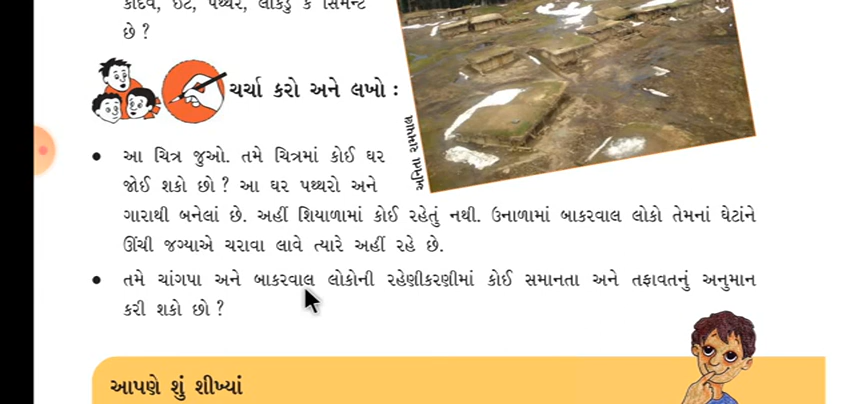 કાદવ, ઈંટ, પથ્થર, લાકડું કે સિમેન્ટ
છે ?
ચર્ચા કરો અને લખો :
અનિતા રામપાલ
• આ ચિત્ર જુઓ. તમે ચિત્રમાં કોઈ ઘર
જોઈ શકો છો ? આ ઘર પથ્થરો અને
ગારાથી બનેલાં છે. અહીં શિયાળામાં કોઈ રહેતું નથી. ઉનાળામાં બાકરવાલ લોકો તેમનાં ઘેટાંને
ઊંચી જગ્યાએ ચરાવા લાવે ત્યારે અહીં રહે છે.
• તમે ચાંગપા અને બાકરવાલ લોકોની રહેણીકરણીમાં કોઈ સમાનતા અને તફાવતનું અનુમાન
કરી શકો છો ?
આપણે શું શીખ્યાં